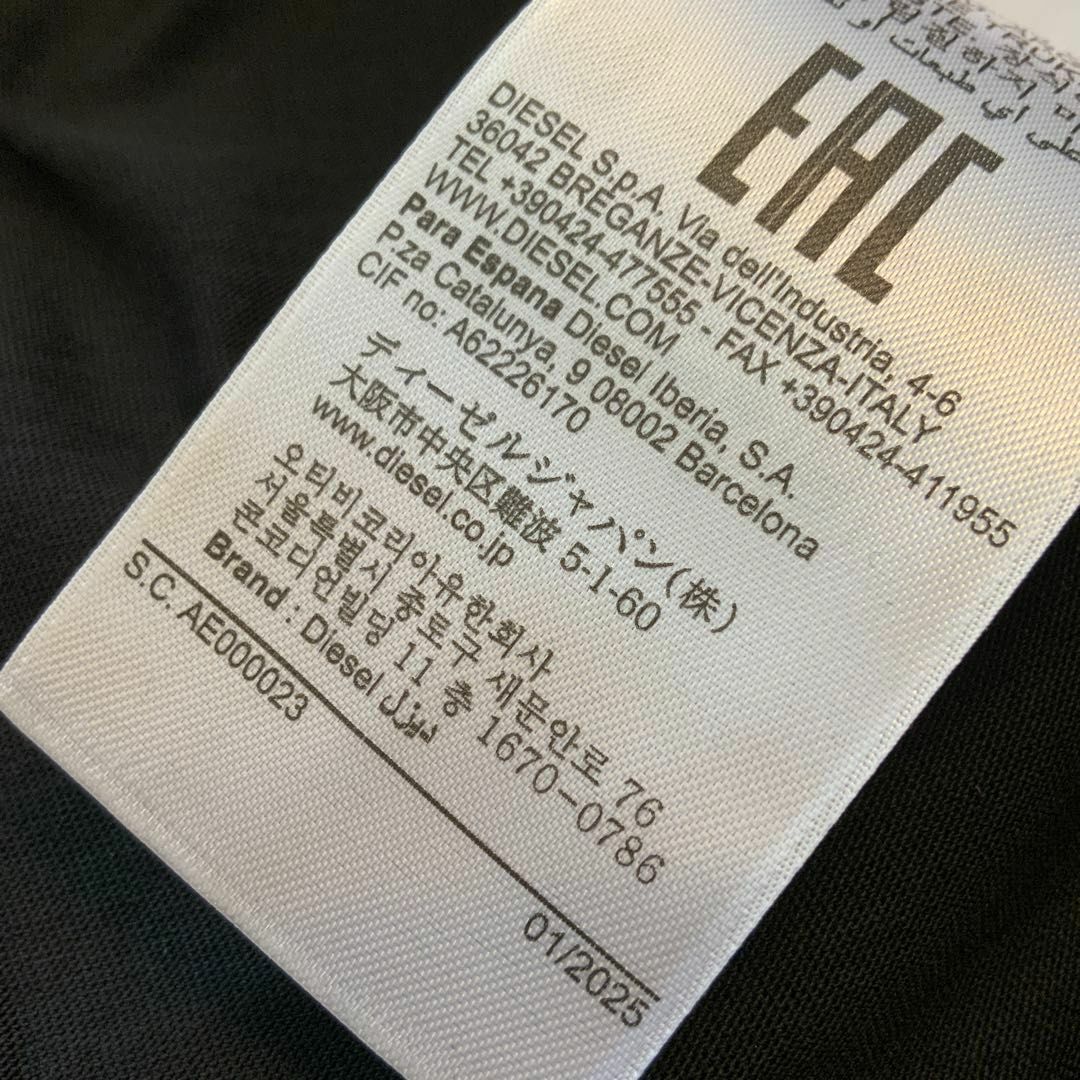 EAC
DIESEL S.p.A. Via dell'Industria, 4-6
36042 BREGANZE-VICENZA-ITALY
TEL +390424-477555 - FAX +390424-411955
WWW.DIESEL.COM
Para Espana Diesel Iberia, S.A.
P.za Catalunya, 9 08002 Barcelona
CIF no: A62226170
ディーゼルジャパン(株)
大阪市中央区難波 5-1-60
www.diesel.co.jp
오티비코리아유한회사
서울특별시 종로구 새문안로 76
콘코디언빌딩 11 층 1670-0786
Brand : Diesel ديزل
S.C. AE000023
01/2025